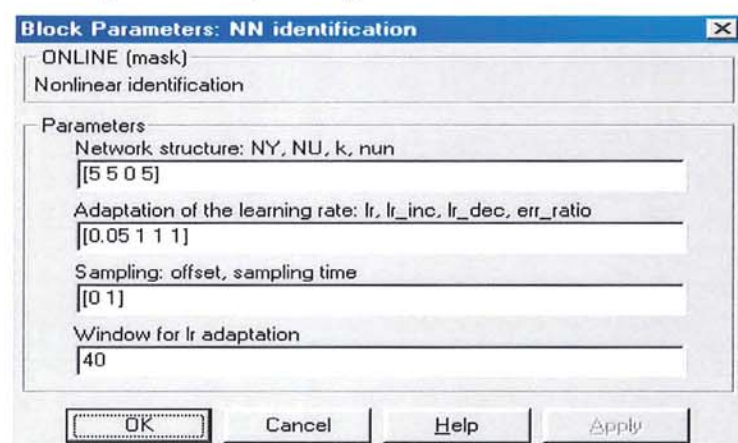 Block Parameters: NN identification
ONLINE (mask)
Nonlinear identification
Parameters
Network structure: NY, NU, k, nun
[5 5 0 5]
Adaptation of the learning rate: lr, lr_inc, lr_dec, err_ratio
[0.05 1 1 1]
Sampling: offset, sampling time
[0 1]
Window for lr adaptation
40
OK Cancel Help Apply